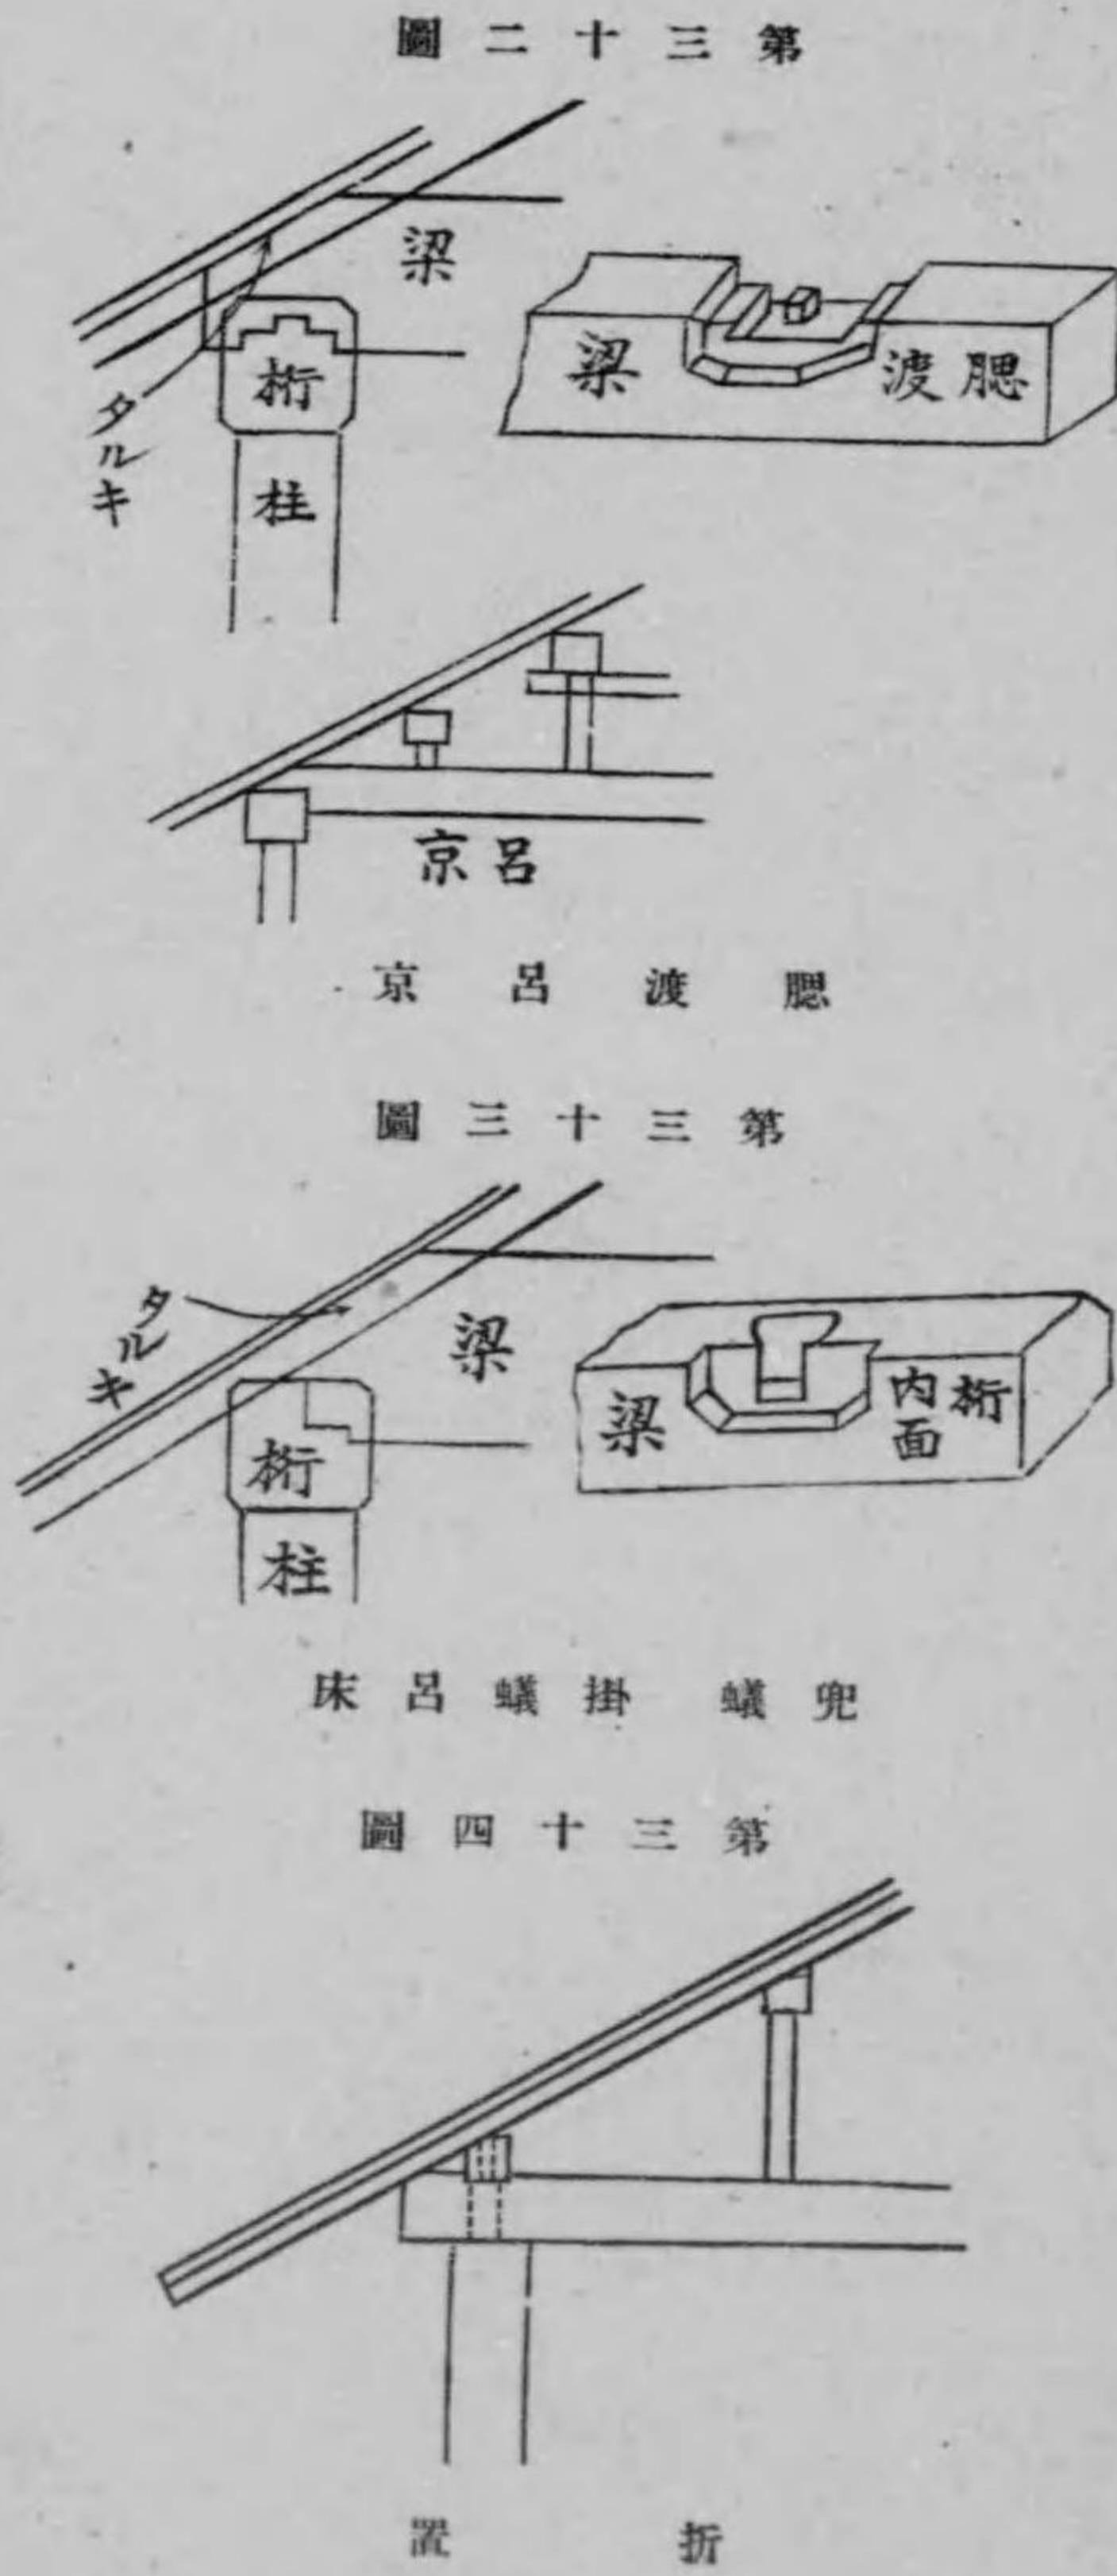 第三十二圖
梁
桁
柱
タルキ
梁
渡腮
京呂
京呂渡腮
第三十三圖
タルキ
梁
桁
柱
梁
桁
内面
兜蟻 掛蟻呂床
第三十四圖
折置